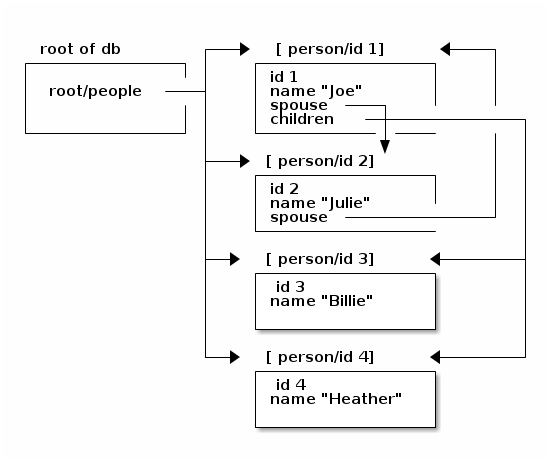 root of db
root/people
[ person/id 1]
id 1
name "Joe"
spouse
children
[ person/id 2]
id 2
name "Julie"
spouse
[ person/id 3]
id 3
name "Billie"
[ person/id 4]
id 4
name "Heather"